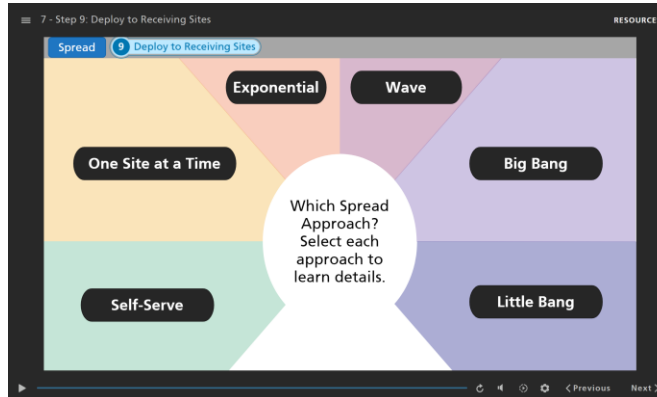 7 - Step 9: Deploy to Receiving Sites
RESOURCE
Spread
9 Deploy to Receiving Sites
Exponential
Wave
One Site at a Time
Big Bang
Which Spread
Approach?
Select each
approach to
learn details.
Self-Serve
Little Bang
Previous
Next